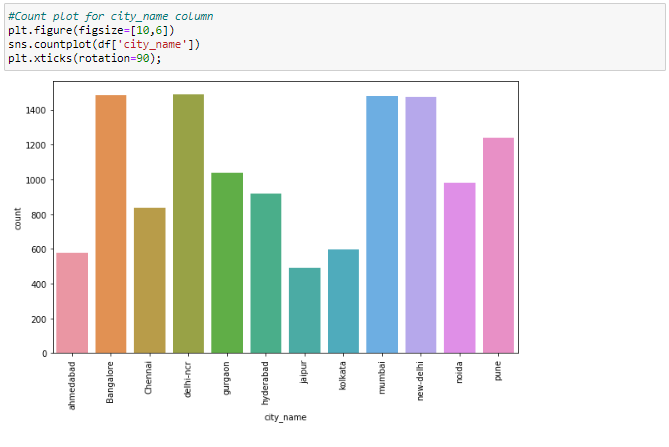 #Count plot for city_name column
plt.figure(figsize=[10,6])
sns.countplot(df['city_name'])
plt.xticks(rotation=90);
1400
1200
1000
800
600
400
200
0
count
ahmedabad
Bangalore
Chennai
delhi-ncr
gurgaon
hyderabad
jaipur
kolkata
mumbai
new-delhi
noida
pune
city_name